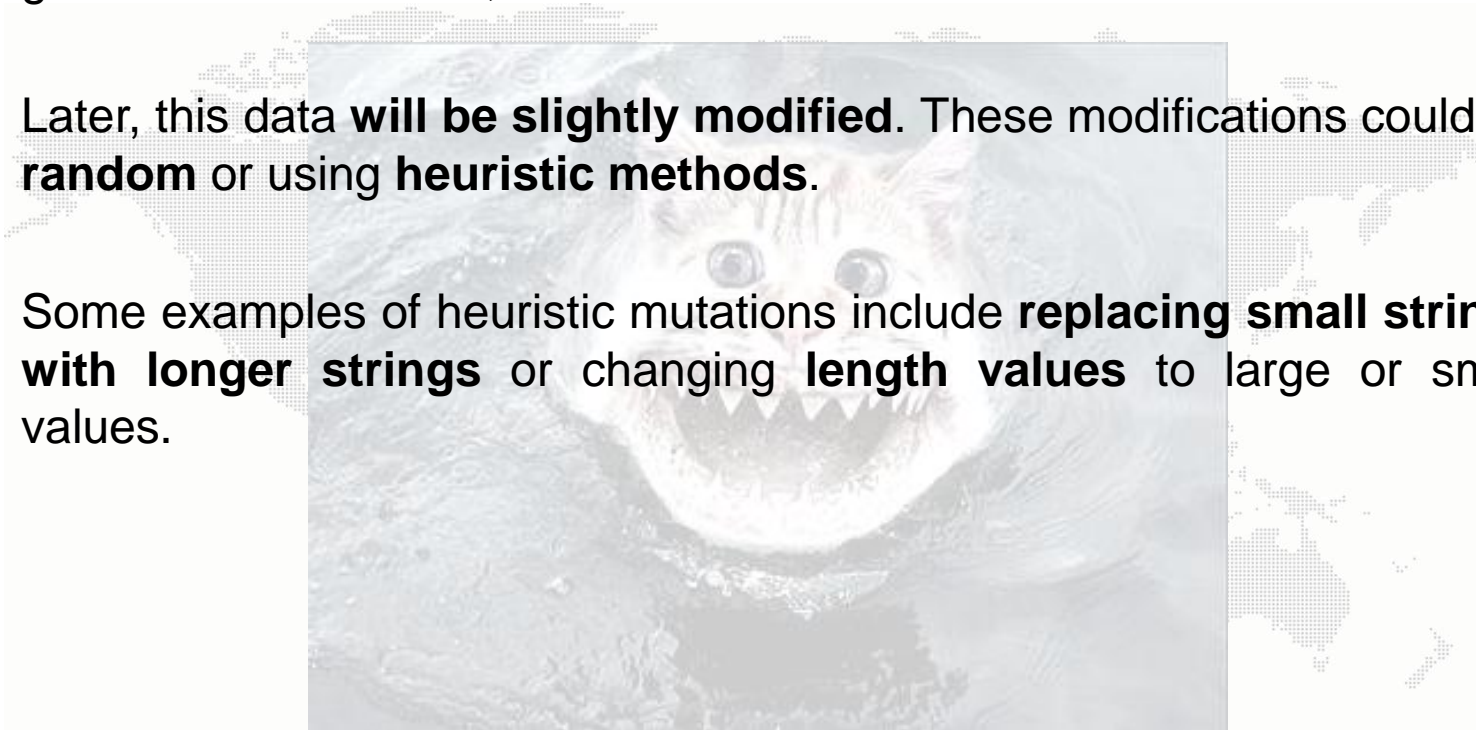 Later, this data will be slightly modified. These modifications could
random or using heuristic methods.
Some examples of heuristic mutations include replacing small strin
with longer strings or changing length values to large or sm
values.